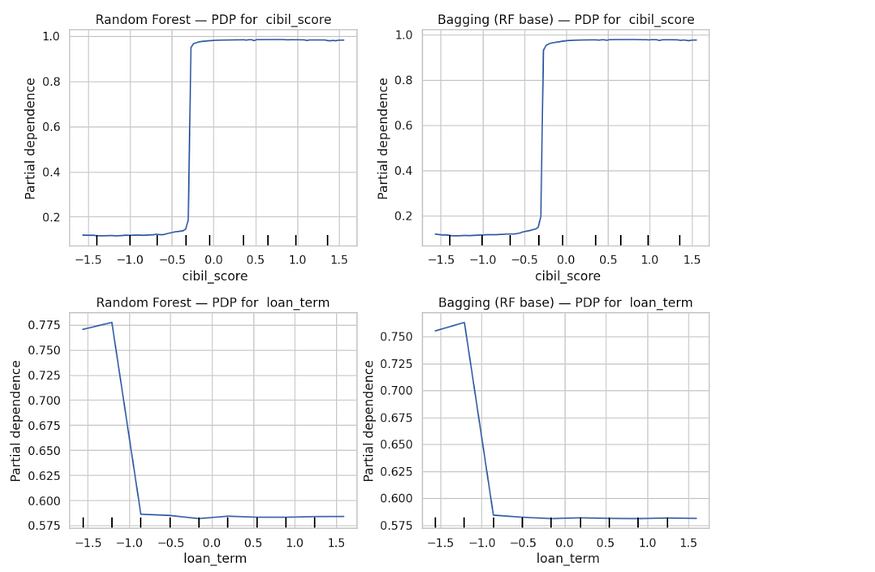 Random Forest — PDP for  cibil_score
Partial dependence
1.0
0.8
0.6
0.4
0.2
−1.5 −1.0 −0.5 0.0 0.5 1.0 1.5
cibil_score
Bagging (RF base) — PDP for  cibil_score
Partial dependence
1.0
0.8
0.6
0.4
0.2
−1.5 −1.0 −0.5 0.0 0.5 1.0 1.5
cibil_score
Random Forest — PDP for  loan_term
Partial dependence
0.775
0.750
0.725
0.700
0.675
0.650
0.625
0.600
0.575
−1.5 −1.0 −0.5 0.0 0.5 1.0 1.5
loan_term
Bagging (RF base) — PDP for  loan_term
Partial dependence
0.750
0.725
0.700
0.675
0.650
0.625
0.600
0.575
−1.5 −1.0 −0.5 0.0 0.5 1.0 1.5
loan_term